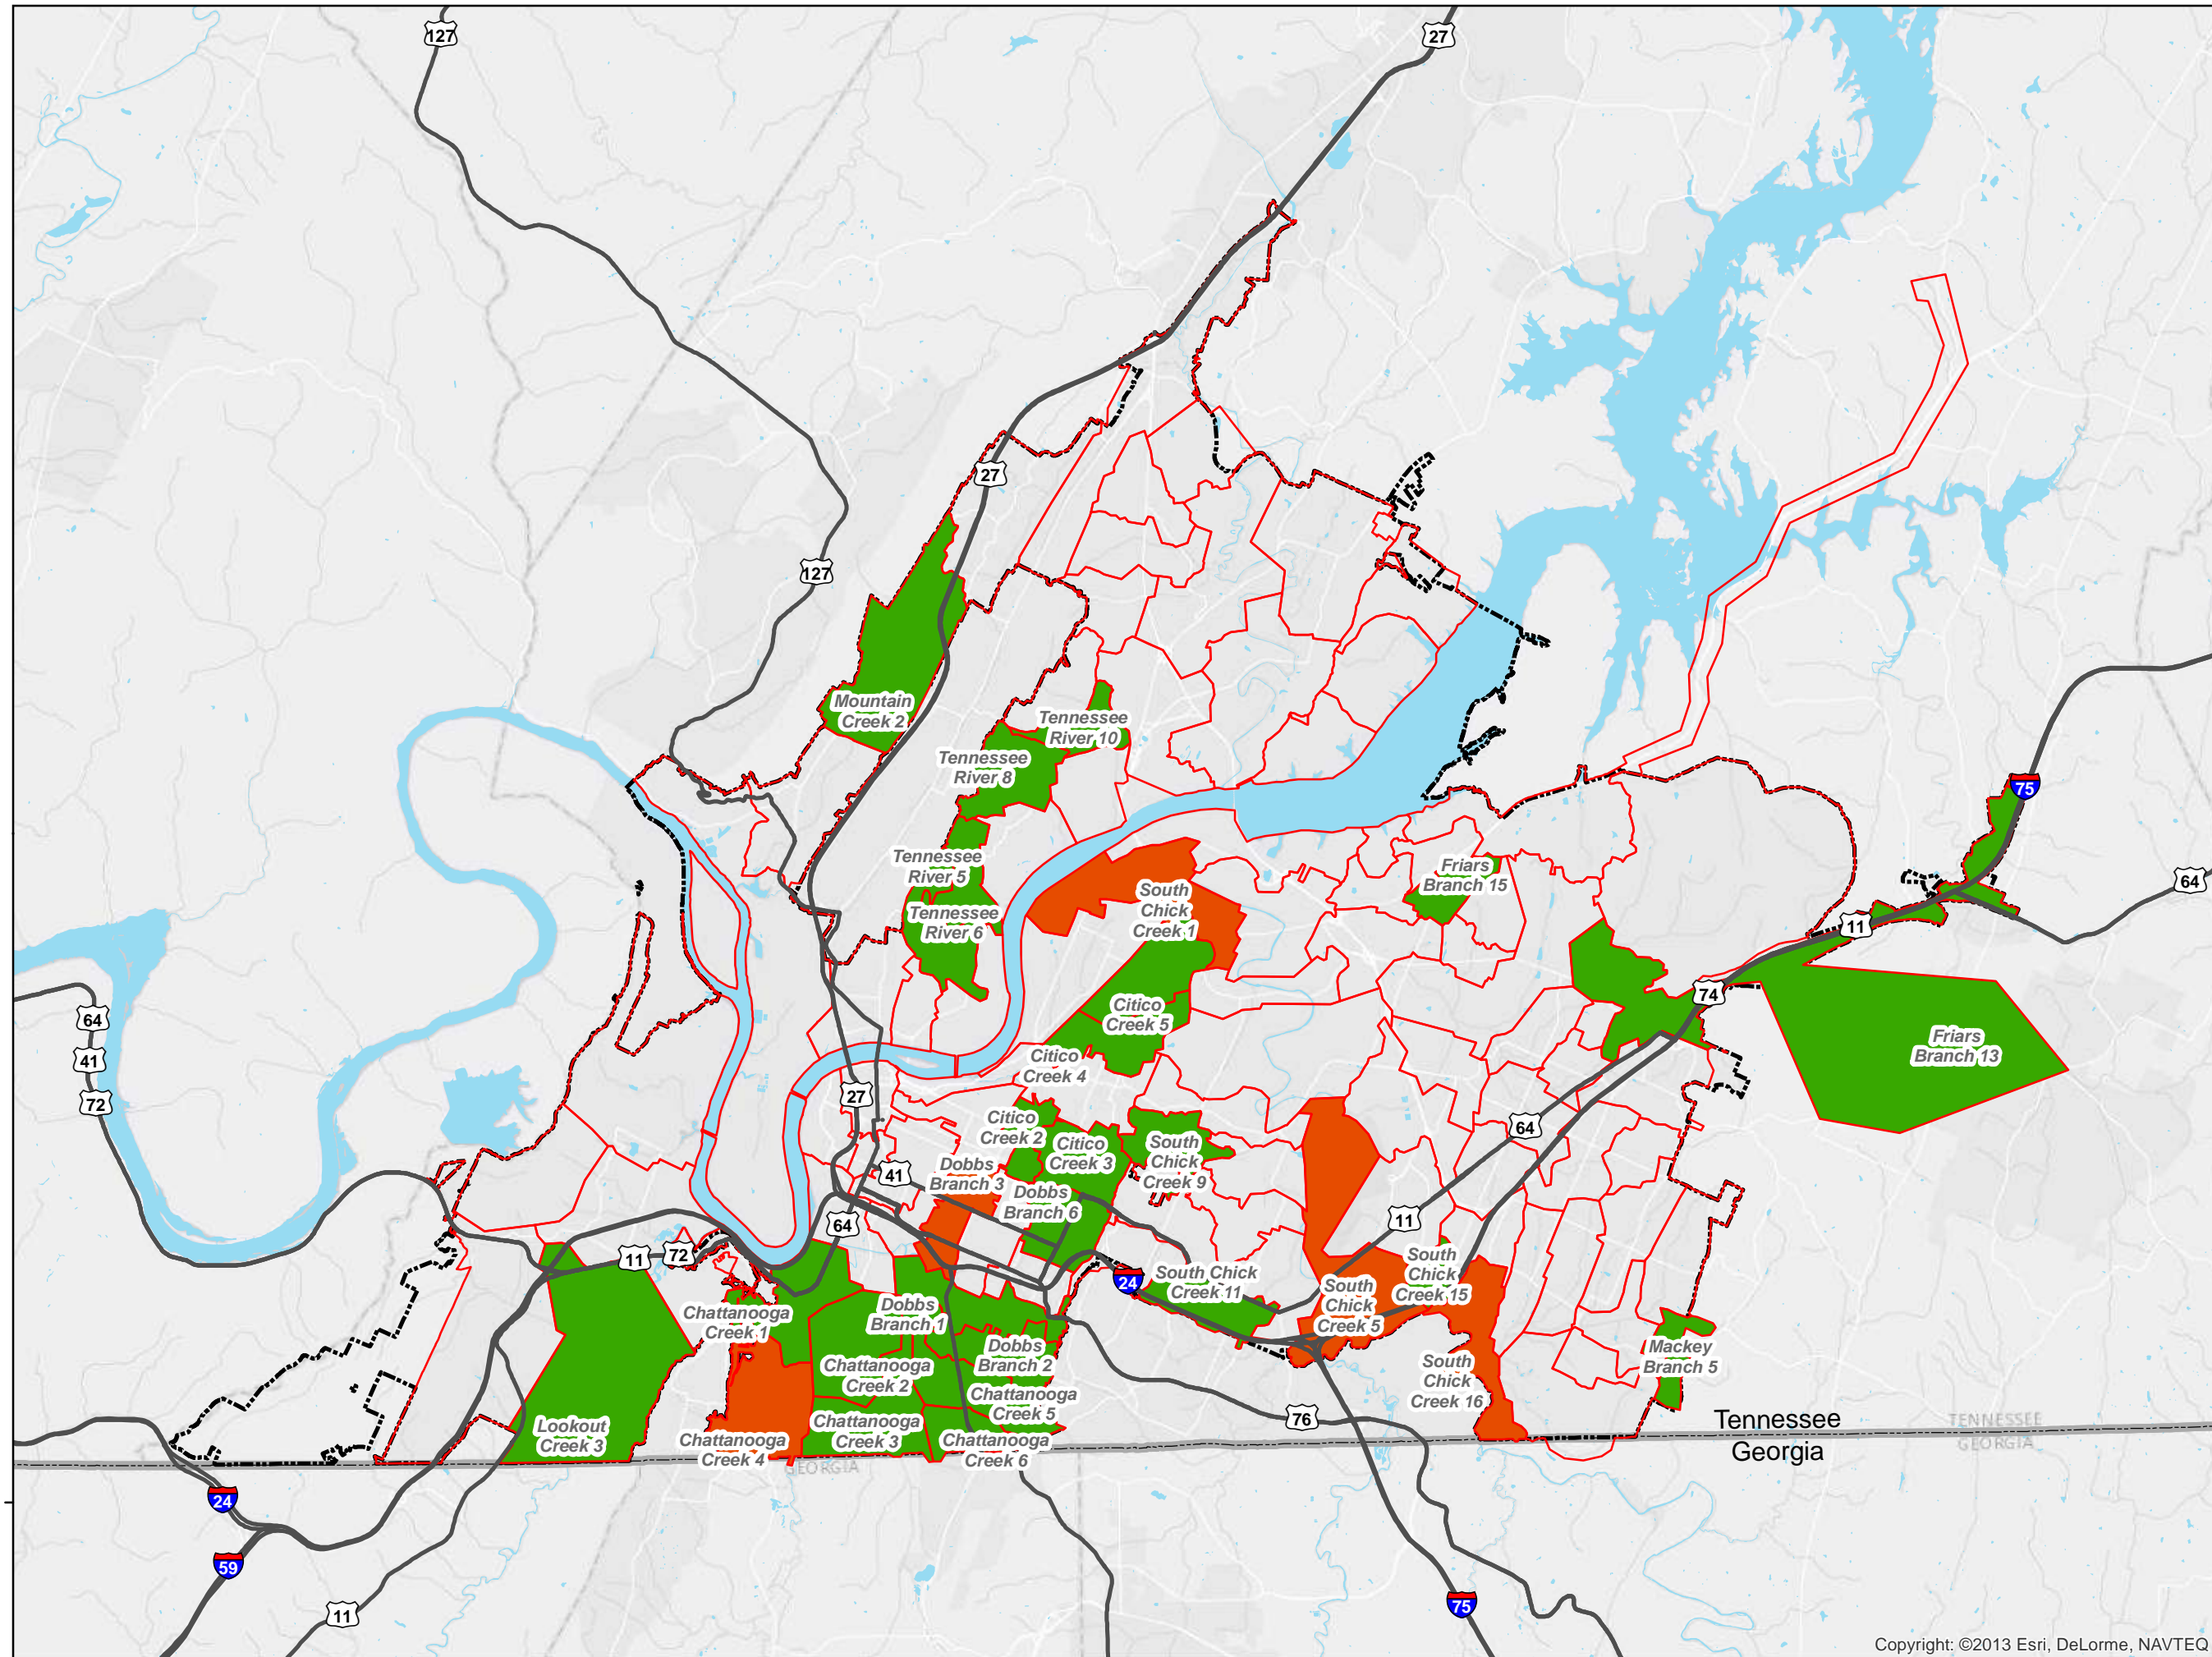 127
27
27
127
Mountain
Creek 2
Tennessee
River 10
Tennessee
River 8
75
Tennessee
River 5
Friars
Branch 15
64
South
Chick
Creek 1
Tennessee
River 6
11
74
64
Citico
Creek 5
41
Friars
Branch 13
Citico
Creek 4
72
27
Citico
Creek 2
64
Citico
Creek 3
South
Chick
Creek 9
41
Dobbs
Branch 3
Dobbs
Branch 6
64
11
11
72
South
Chick
Creek 15
South Chick
Creek 11
24
South
Chick
Creek 5
Chattanooga
Creek 1
Dobbs
Branch 1
Dobbs
Branch 2
Mackey
Branch 5
Chattanooga
Creek 2
South
Chick
Creek 16
Chattanooga
Creek 5
76
Tennessee
Georgia
TENNESSEE
GEORGIA
Lookout
Creek 3
Chattanooga
Creek 3
Chattanooga
Creek 4
Chattanooga
Creek 6
GEORGIA
24
59
75
11
Copyright: ©2013 Esri, DeLorme, NAVTEQ